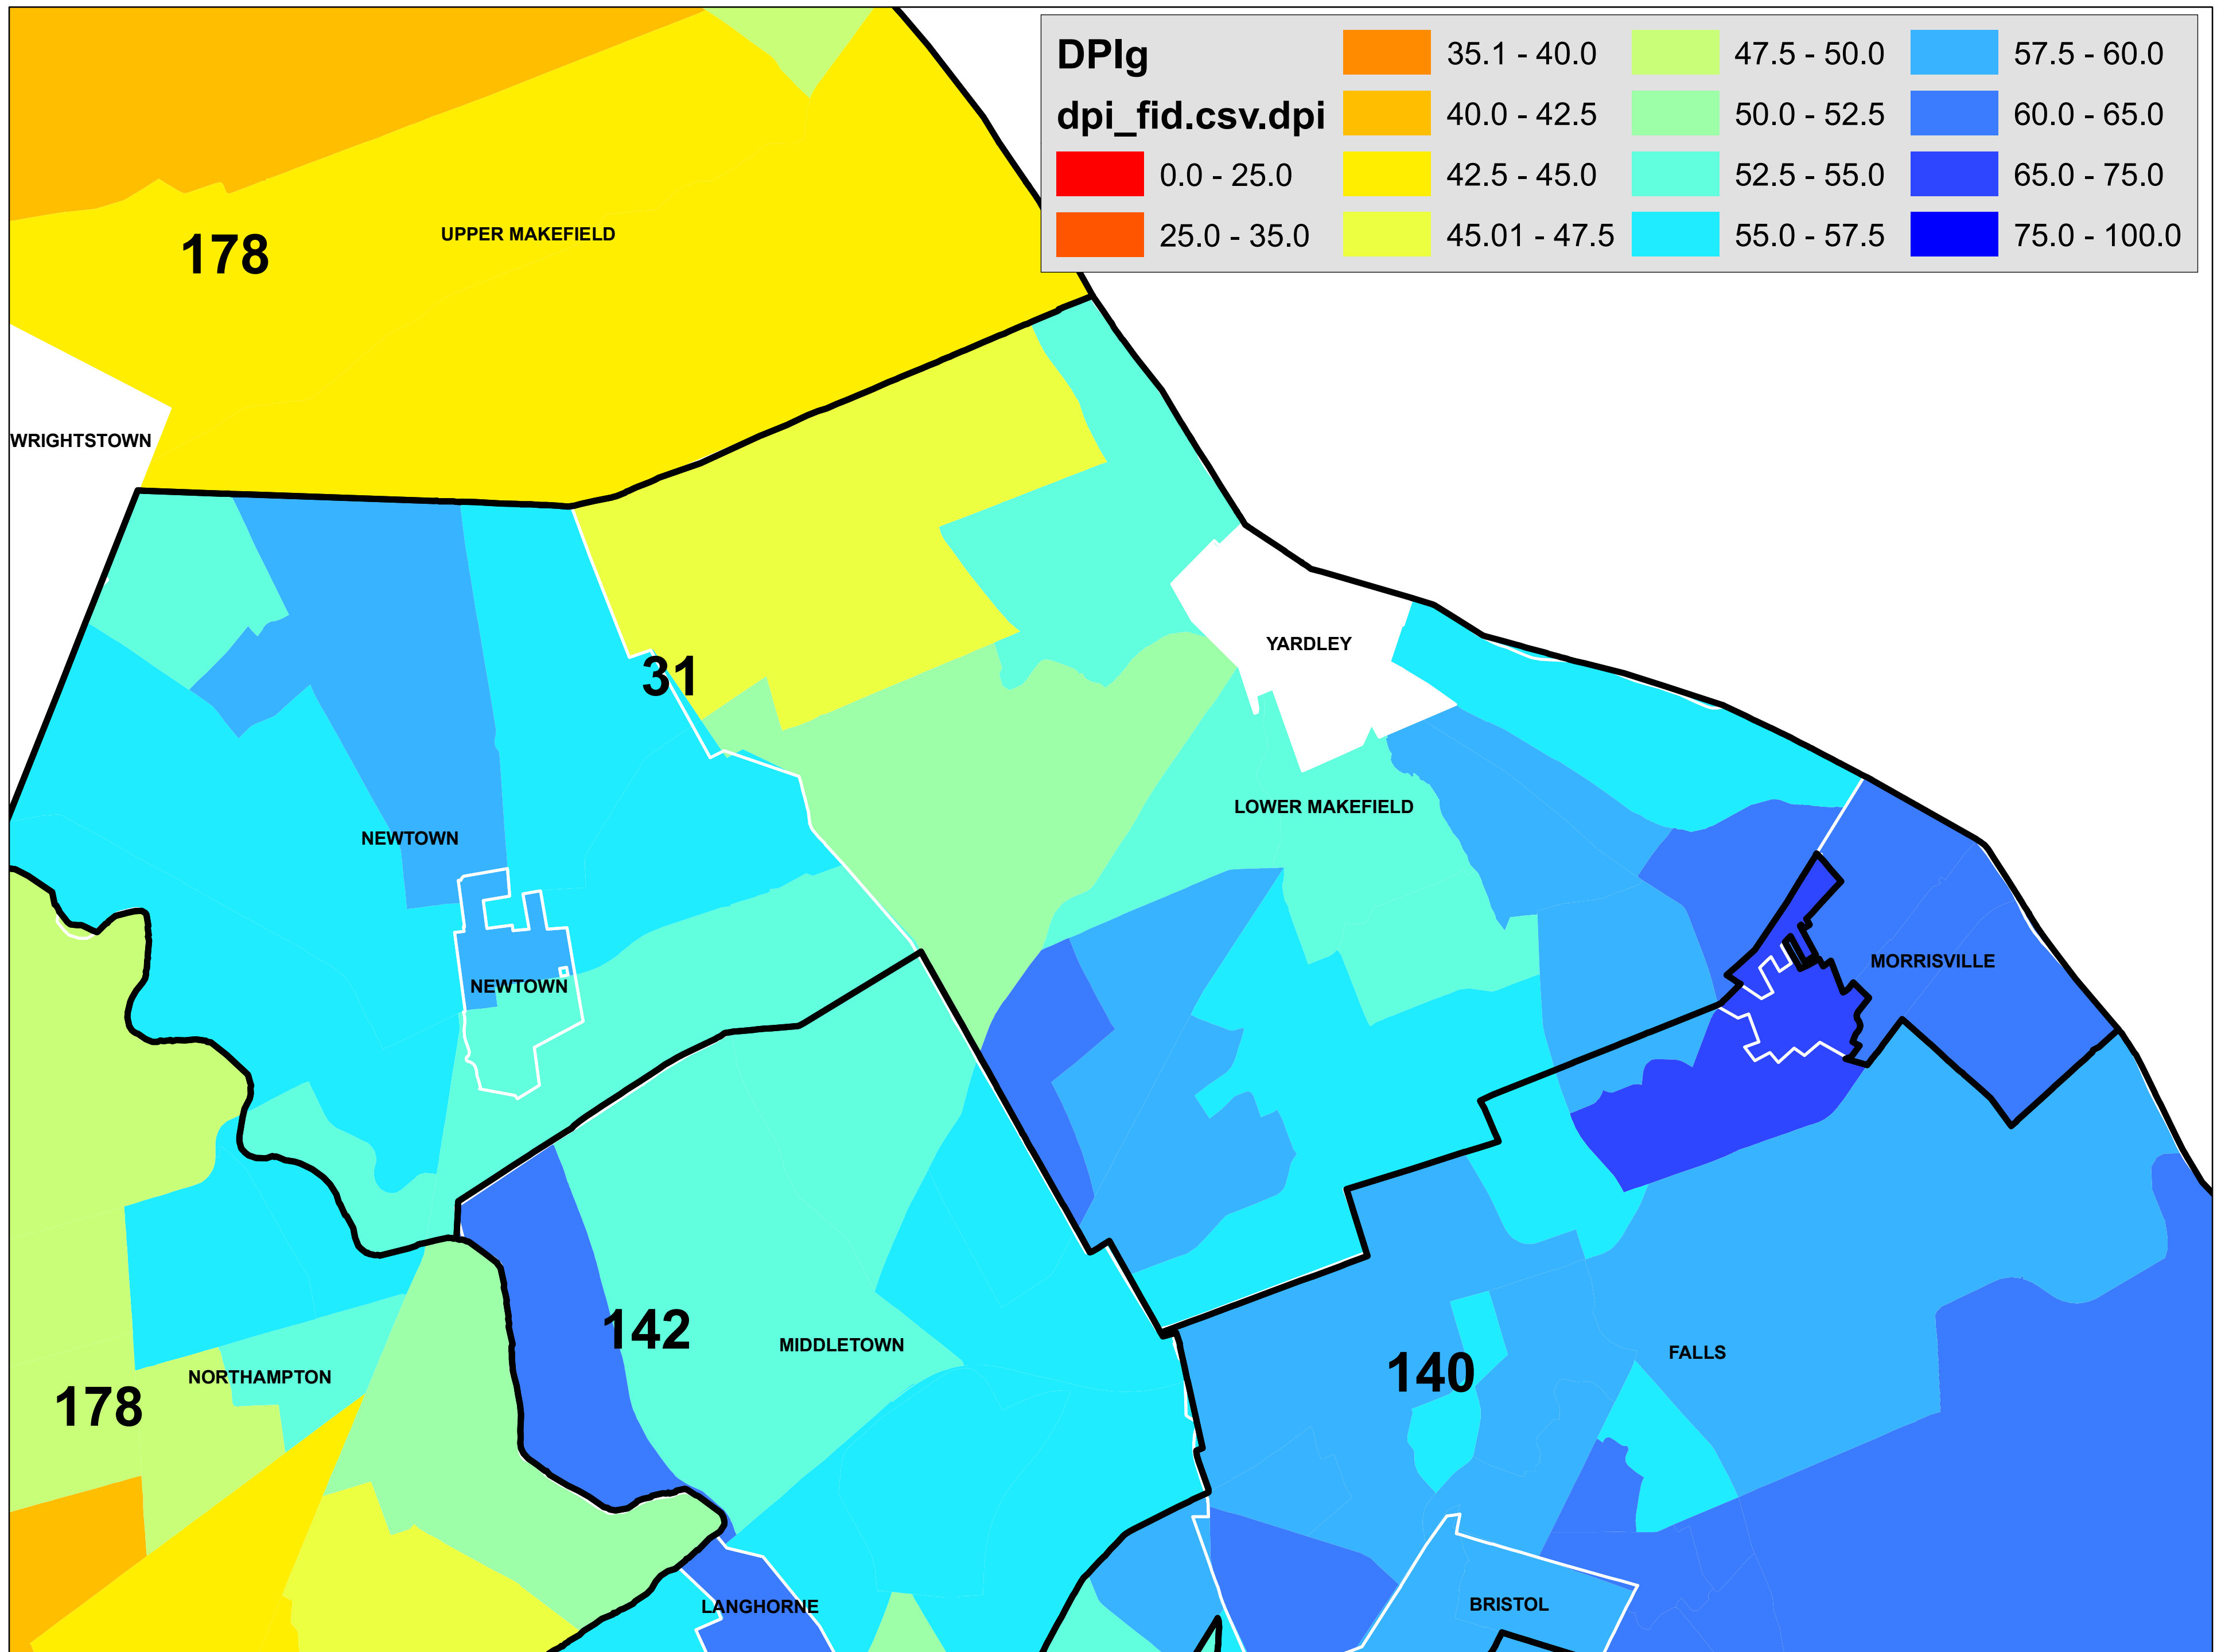 DPIg
dpi_fid.csv.dpi
0.0 - 25.0
25.0 - 35.0
35.1 - 40.0
40.0 - 42.5
42.5 - 45.0
45.01 - 47.5
47.5 - 50.0
50.0 - 52.5
52.5 - 55.0
55.0 - 57.5
57.5 - 60.0
60.0 - 65.0
65.0 - 75.0
75.0 - 100.0
178
UPPER MAKEFIELD
WRIGHTSTOWN
31
YARDLEY
LOWER MAKEFIELD
NEWTOWN
NEWTOWN
MORRISVILLE
142
MIDDLETOWN
140
FALLS
NORTHAMPTON
178
LANGHORNE
BRISTOL